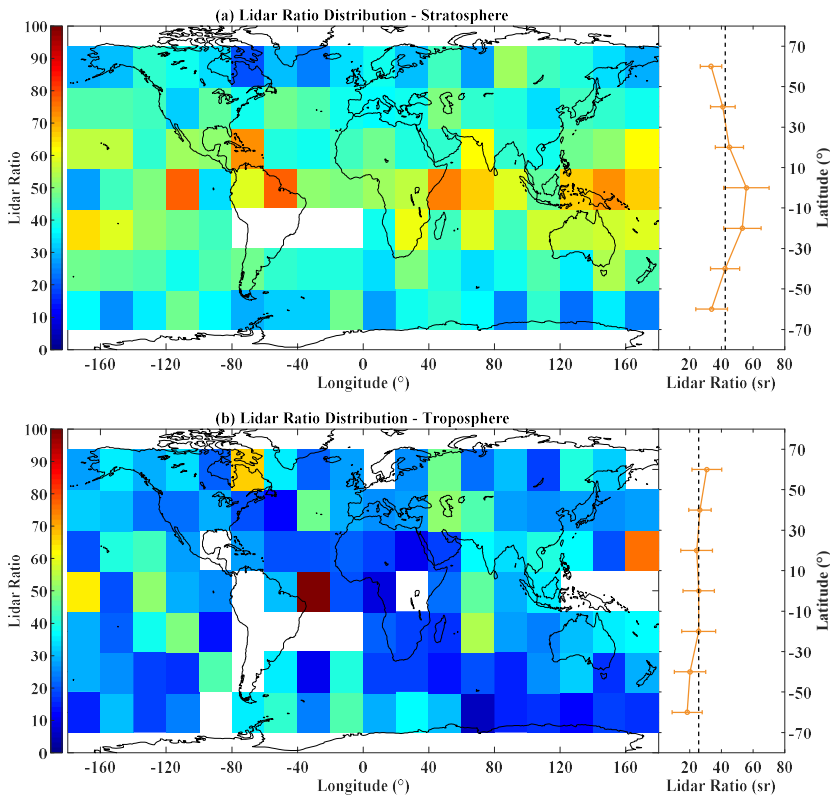 (a) Lidar Ratio Distribution - Stratosphere
100
90
80
70
60
50
40
30
20
10
0
Lidar Ratio
-160 -120 -80 -40 0 40 80 120 160
Longitude (°)
70
50
30
10
-10
-30
-50
-70
Latitude (°)
20 40 60 80
Lidar Ratio (sr)
(b) Lidar Ratio Distribution - Troposphere
100
90
80
70
60
50
40
30
20
10
0
Lidar Ratio
-160 -120 -80 -40 0 40 80 120 160
Longitude (°)
70
50
30
10
-10
-30
-50
-70
Latitude (°)
20 40 60 80
Lidar Ratio (sr)